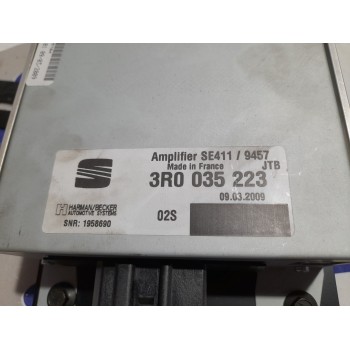 Amplifier SE411 / 9457
Made in France JTB
3R0 035 223
09.03.2009
HARMAN/BECKER
AUTOMOTIVE SYSTEMS
02S
SNR: 1958690